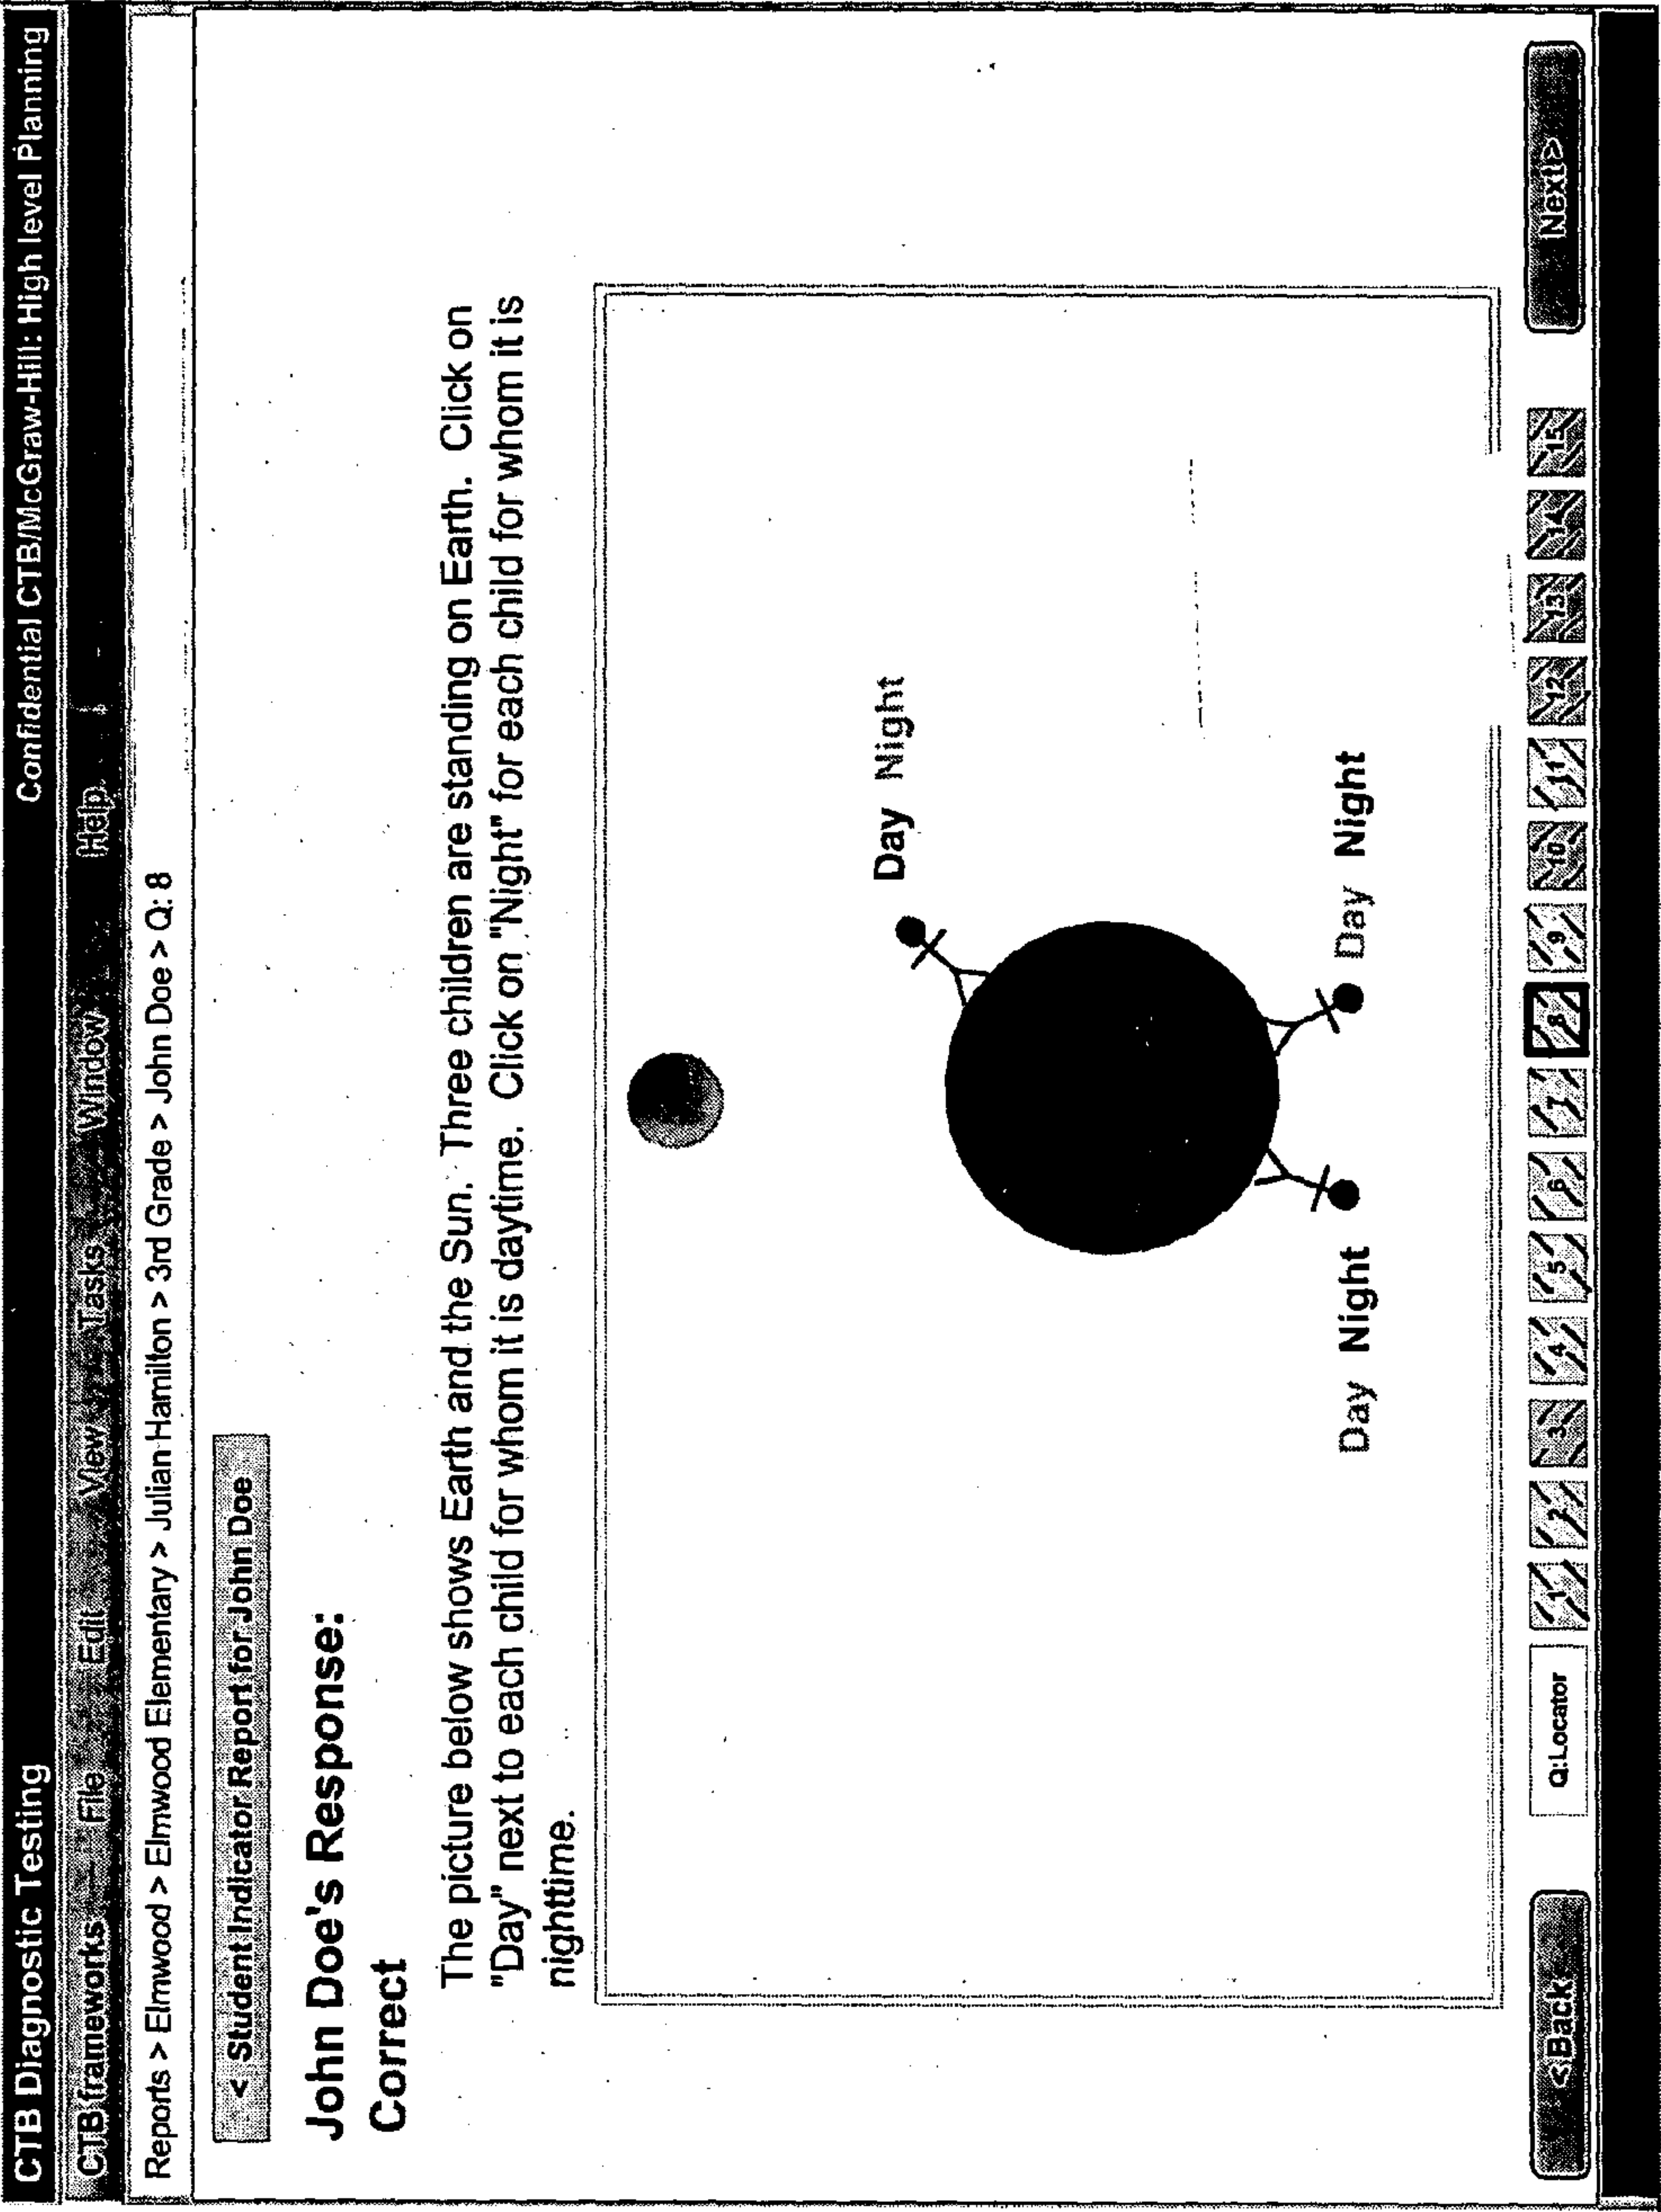 CTB Diagnostic Testing Confidential CTB/McGraw-Hill: High level Planning
CTB frameworks File Edit View Tasks Window Help
Reports > Elmwood > Elmwood Elementary > Julian Hamilton > 3rd Grade > John Doe > Q: 8
< Student Indicator Report for John Doe
John Doe's Response:
Correct
The picture below shows Earth and the Sun. Three children are standing on Earth. Click on
"Day" next to each child for whom it is daytime. Click on "Night" for each child for whom it is
nighttime.
Day Night
Day Night Day Night
<Back Q:Locator 1 2 3 4 5 6 7 8 9 10 11 12 13 14 15 Next>